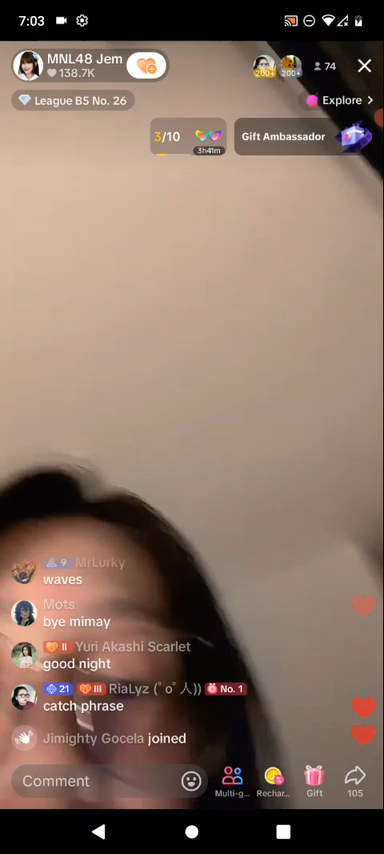 7:03
MNL48 Jem
138.7K
200+
200+
74
League B5 No. 26
Explore
3/10
3h41m
Gift Ambassador
9 MrLurky
waves
Mots
bye mimay
II Yuri Akashi Scarlet
good night
21 III RiaLyz (ﾟoﾟ人)) No. 1
catch phrase
Jimighty Gocela joined
Comment
Multi-g...
Rechar...
Gift
105